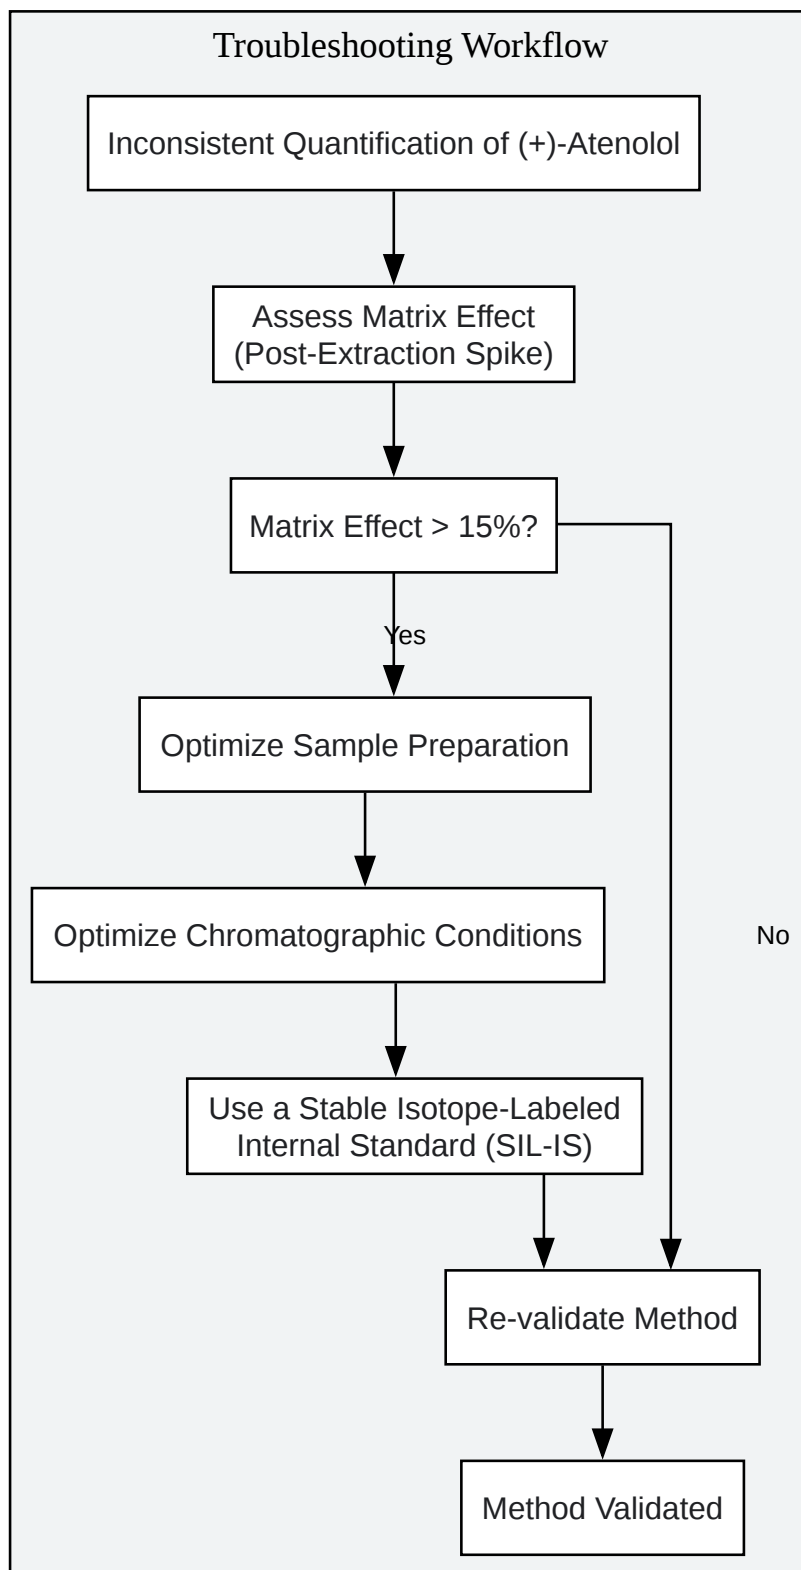 Troubleshooting Workflow
Inconsistent Quantification of (+)-Atenolol
Assess Matrix Effect
(Post-Extraction Spike)
Matrix Effect > 15%?
Yes
Optimize Sample Preparation
Optimize Chromatographic Conditions
No
Use a Stable Isotope-Labeled
Internal Standard (SIL-IS)
Re-validate Method
Method Validated